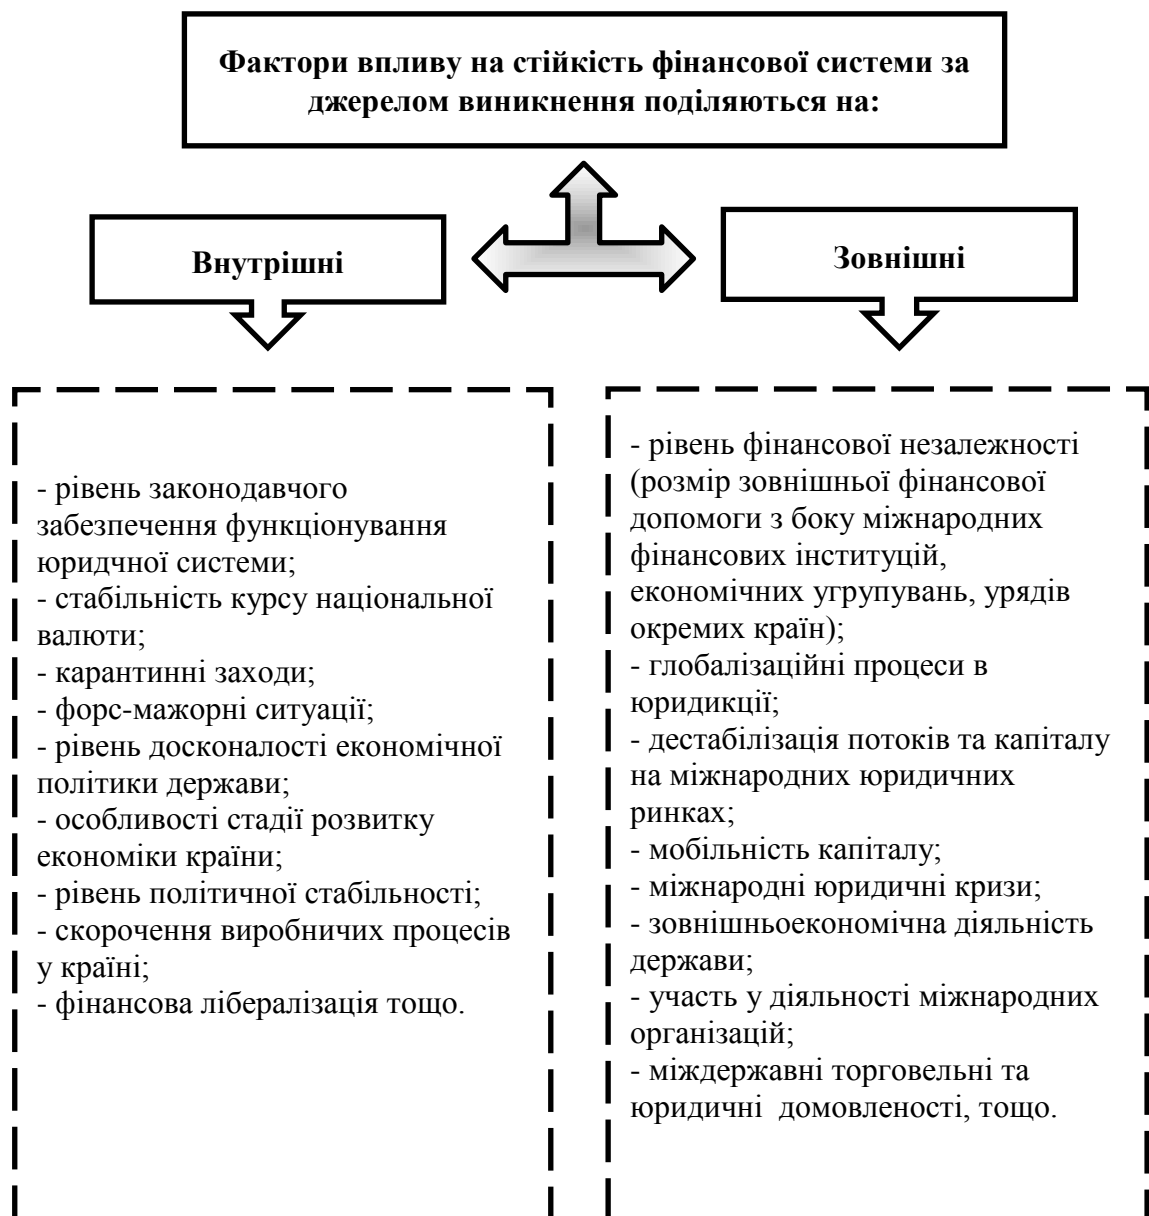 Фактори впливу на стійкість фінансової системи за
джерелом виникнення поділяються на:
Внутрішні
Зовнішні
- рівень законодавчого
забезпечення функціонування
юридчної системи;
- стабільність курсу національної
валюти;
- карантинні заходи;
- форс-мажорні ситуації;
- рівень досконалості економічної
політики держави;
- особливості стадії розвитку
економіки країни;
- рівень політичної стабільності;
- скорочення виробничих процесів
у країні;
- фінансова лібералізація тощо.
- рівень фінансової незалежності
(розмір зовнішньої фінансової
допомоги з боку міжнародних
фінансових інституцій,
економічних угрупувань, урядів
окремих країн);
- глобалізаційні процеси в
юридикції;
- дестабілізація потоків та капіталу
на міжнародних юридичних
ринках;
- мобільність капіталу;
- міжнародні юридичні кризи;
- зовнішньоекономічна діяльність
держави;
- участь у діяльності міжнародних
організацій;
- міждержавні торговельні та
юридичні  домовленості, тощо.